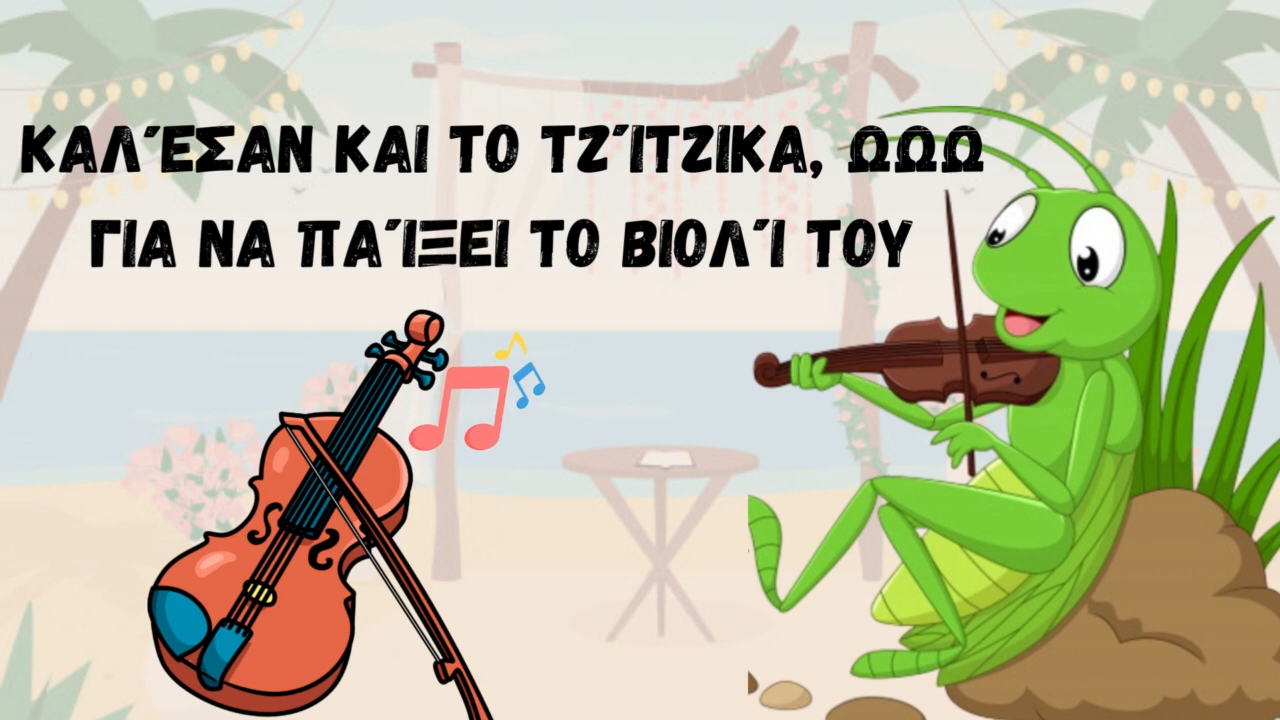 ΚΑΛΈΣΑΝ ΚΑΙ ΤΟ ΤΖΊΤΖΙΚΑ, ΩΩΩ
ΓΙΑ ΝΑ ΠΑΊΞΕΙ ΤΟ ΒΙΟΛΊ ΤΟΥ